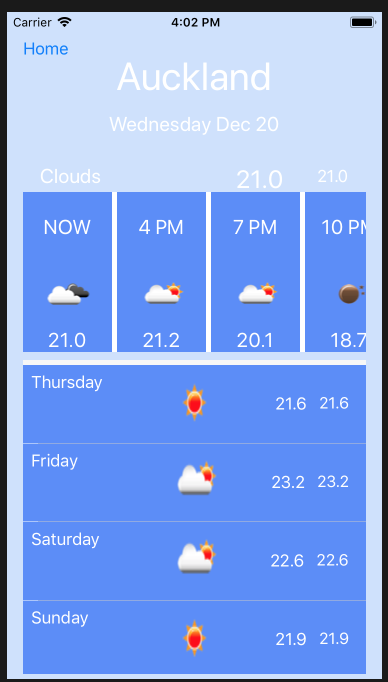 Carrier 4:02 PM
Home
Auckland
Wednesday Dec 20
Clouds 21.0 21.0
NOW 4 PM 7 PM 10 PM
21.0 21.2 20.1 18.7
Thursday 21.6 21.6
Friday 23.2 23.2
Saturday 22.6 22.6
Sunday 21.9 21.9